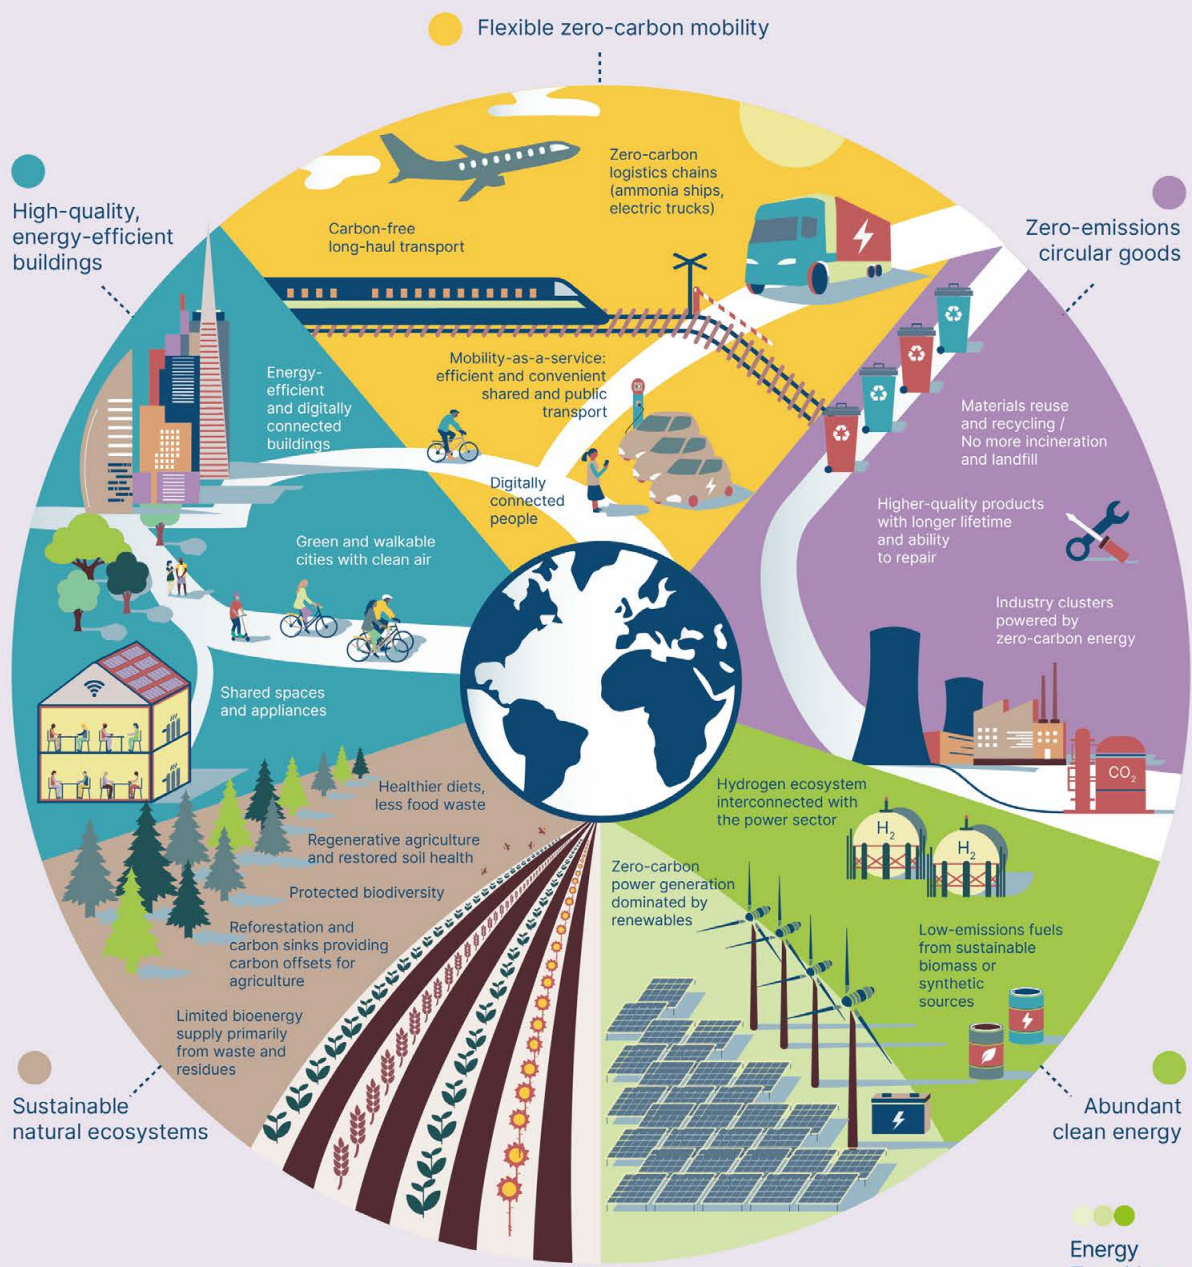 Flexible zero-carbon mobility
High-quality,
energy-efficient
buildings
Zero-emissions
circular goods
Zero-carbon
logistics chains
(ammonia ships,
electric trucks)
Carbon-free
long-haul transport
Mobility-as-a-service:
efficient and convenient
shared and public
transport
Digitally
connected
people
Energy-
efficient
and digitally
connected
buildings
Green and walkable
cities with clean air
Shared spaces
and appliances
Materials reuse
and recycling /
No more incineration
and landfill
Higher-quality products
with longer lifetime
and ability
to repair
Industry clusters
powered by
zero-carbon energy
CO₂
Healthier diets,
less food waste
Regenerative agriculture
and restored soil health
Protected biodiversity
Reforestation and
carbon sinks providing
carbon offsets for
agriculture
Limited bioenergy
supply primarily
from waste and
residues
Hydrogen ecosystem
interconnected with
the power sector
H₂
H₂
Zero-carbon
power generation
dominated by
renewables
Low-emissions fuels
from sustainable
biomass or
synthetic
sources
Sustainable
natural ecosystems
Abundant
clean energy
Energy